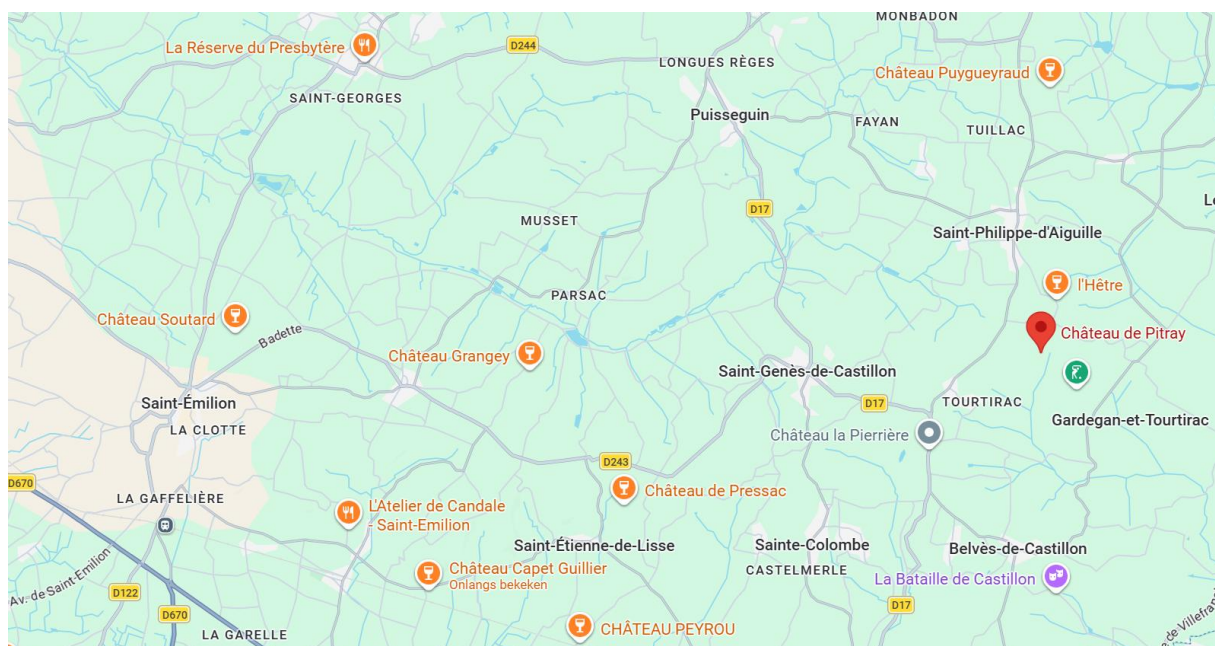 MONBADON
La Réserve du Presbytère
D244
LONGUES RÈGES
Château Puygueyraud
SAINT-GEORGES
Puisseguin
FAYAN
TUILLAC
D17
MUSSET
Saint-Philippe-d'Aiguille
PARSAC
l'Hêtre
Château Soutard
Badette
Château de Pitray
Château Grangey
Saint-Genès-de-Castillon
Saint-Émilion
D17
TOURTIRAC
LA CLOTTE
Gardegan-et-Tourtirac
Château la Pierrière
D243
D670
LA GAFFELIÈRE
Château de Pressac
L'Atelier de Candale
- Saint-Emilion
Saint-Étienne-de-Lisse
Sainte-Colombe
Belvès-de-Castillon
Château Capet Guillier
Onlangs bekeken
CASTELMERLE
La Bataille de Castillon
Av. de Saint-Emilion
D122
D670
D17
LA GARELLE
CHÂTEAU PEYROU